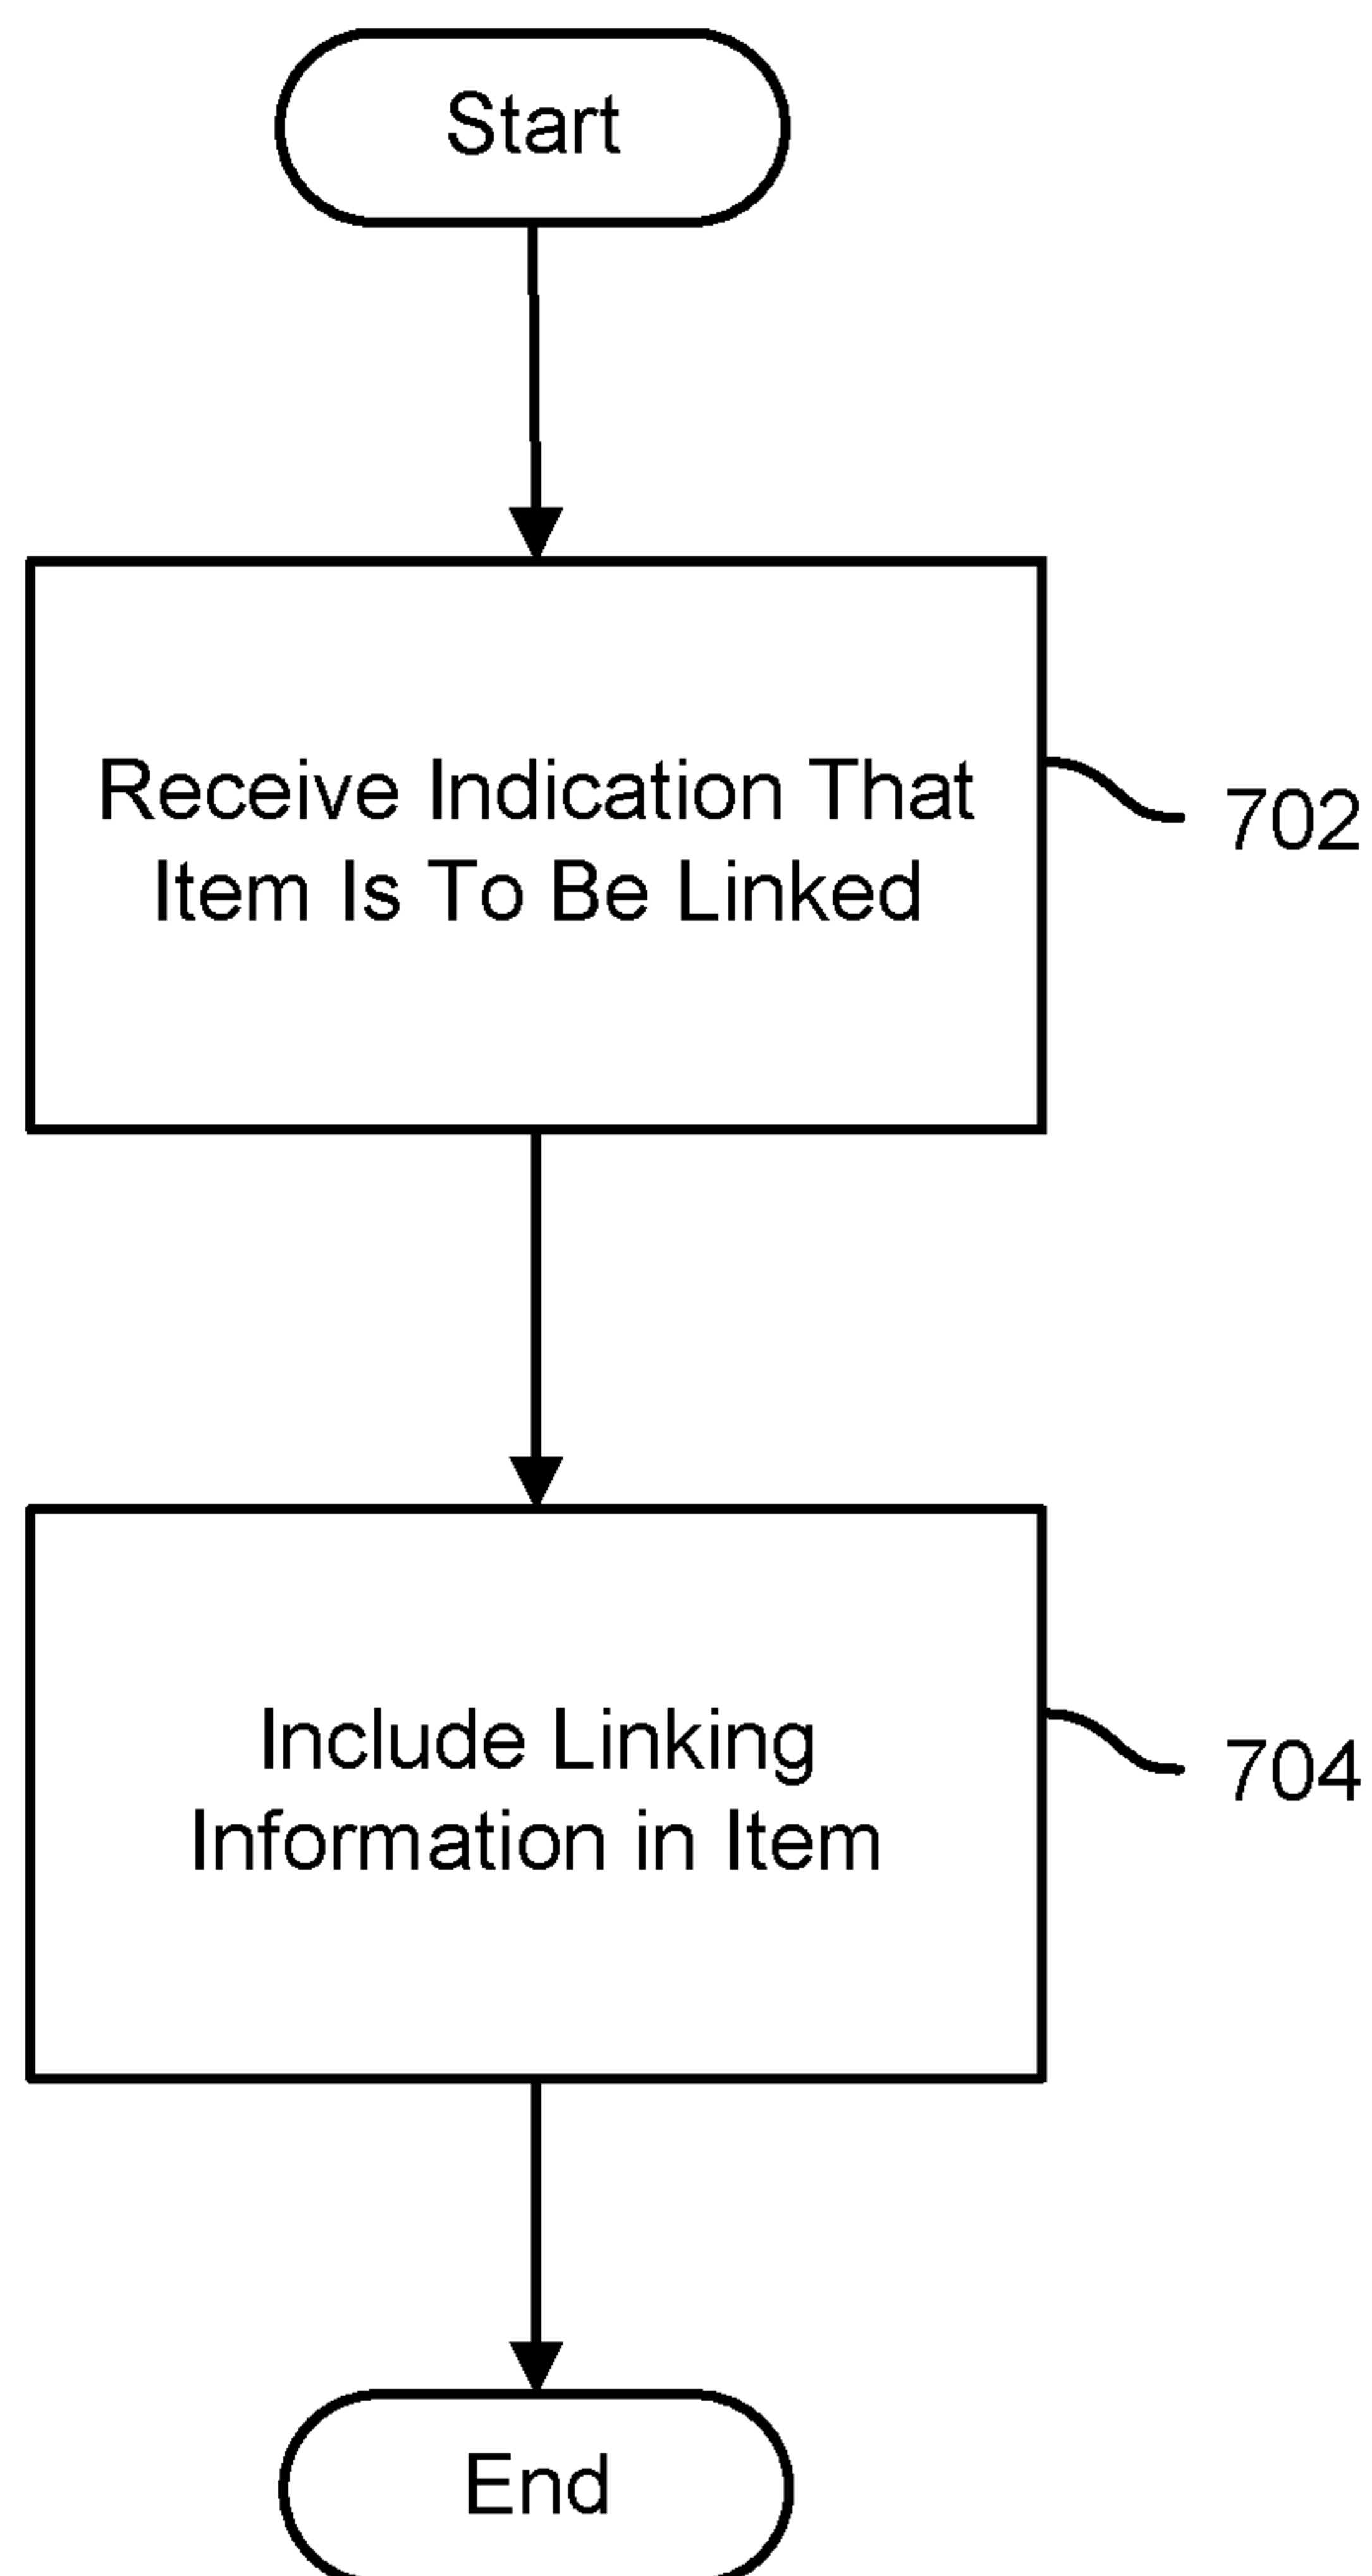 Start
Receive Indication That
Item Is To Be Linked
702
Include Linking
Information in Item
704
End